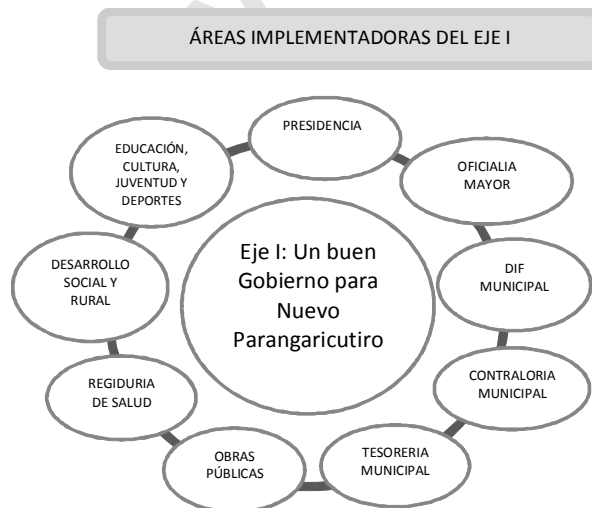 ÁREAS IMPLEMENTADORAS DEL EJE I
PRESIDENCIA
OFICIALIA
MAYOR
DIF
MUNICIPAL
CONTRALORIA
MUNICIPAL
TESORERIA
MUNICIPAL
OBRAS
PÚBLICAS
REGIDURIA
DE SALUD
DESARROLLO
SOCIAL Y
RURAL
EDUCACIÓN,
CULTURA,
JUVENTUD Y
DEPORTES
Eje I: Un buen
Gobierno para
Nuevo
Parangaricutiro